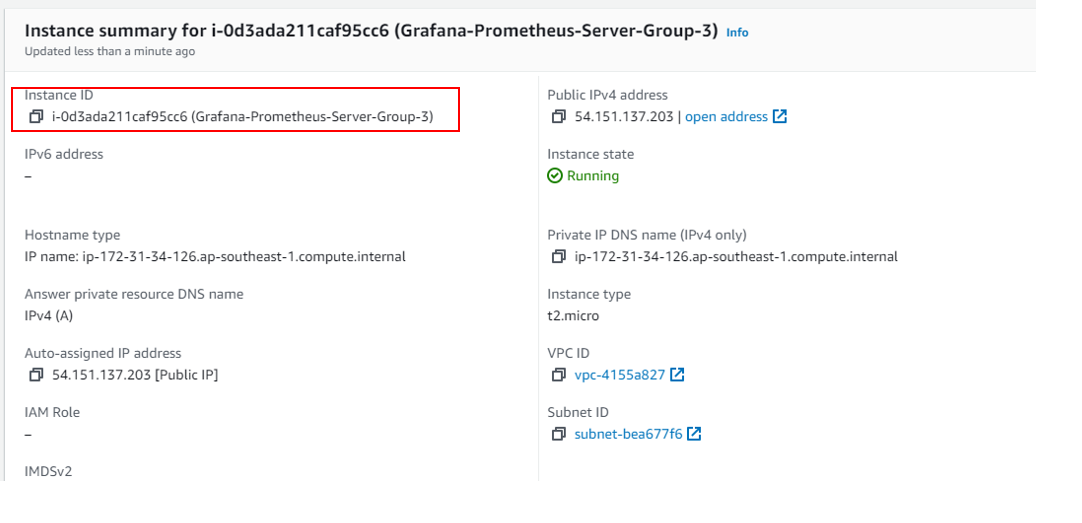 Instance summary for i-0d3ada211caf95cc6 (Grafana-Prometheus-Server-Group-3) Info
Updated less than a minute ago
Instance ID
i-0d3ada211caf95cc6 (Grafana-Prometheus-Server-Group-3)
Public IPv4 address
54.151.137.203 | open address
IPv6 address
–
Instance state
Running
Hostname type
IP name: ip-172-31-34-126.ap-southeast-1.compute.internal
Private IP DNS name (IPv4 only)
ip-172-31-34-126.ap-southeast-1.compute.internal
Answer private resource DNS name
IPv4 (A)
Instance type
t2.micro
Auto-assigned IP address
54.151.137.203 [Public IP]
VPC ID
vpc-4155a827
IAM Role
–
Subnet ID
subnet-bea677f6
IMDSv2